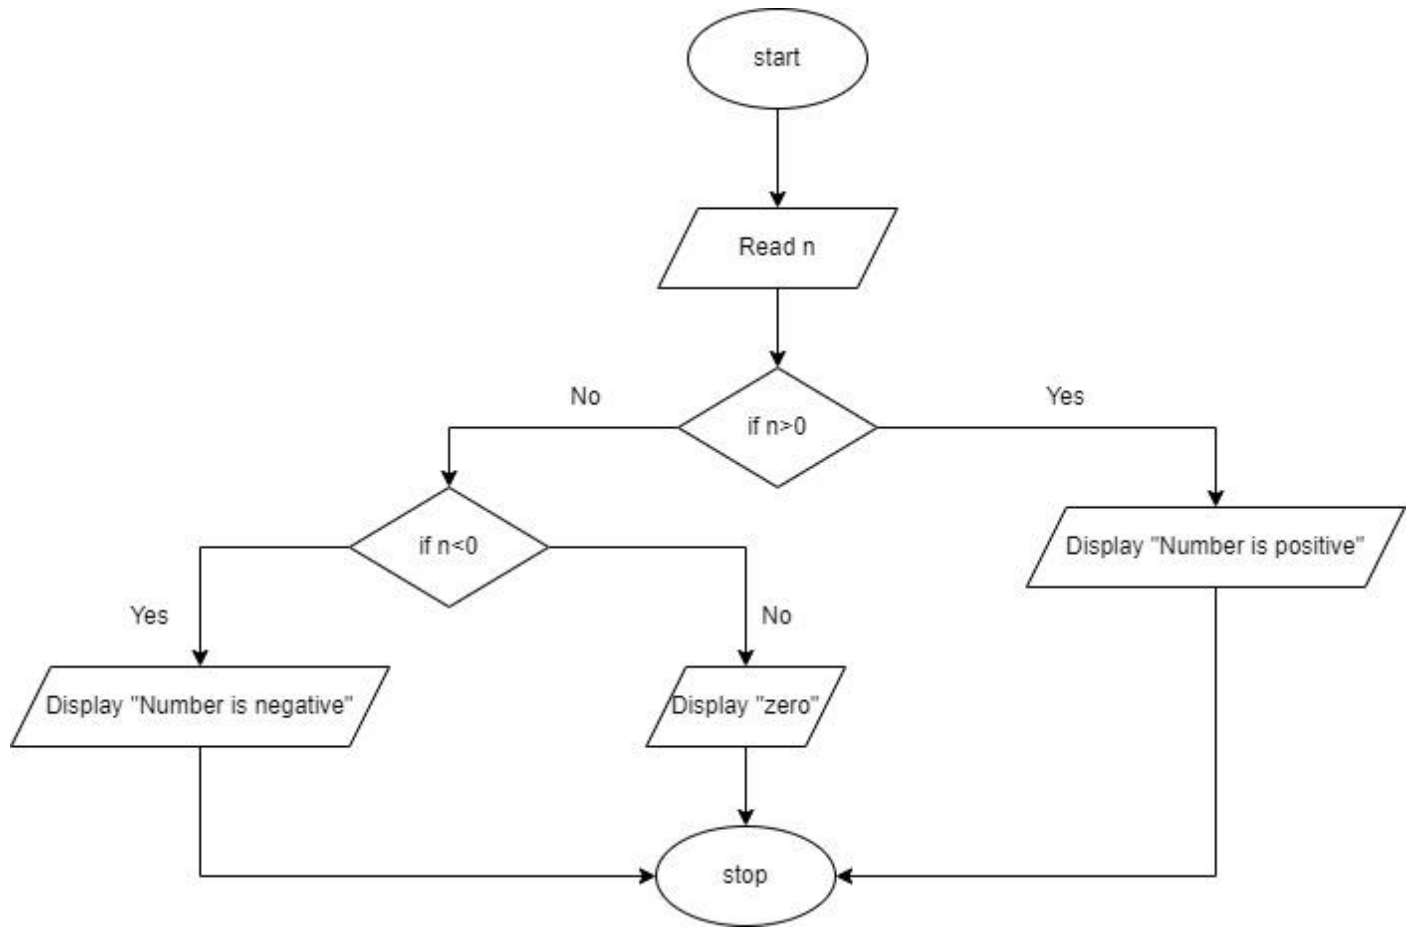 start
Read n
No
Yes
if n>0
if n<0
Display "Number is positive"
Yes
No
Display "Number is negative"
Display "zero"
stop